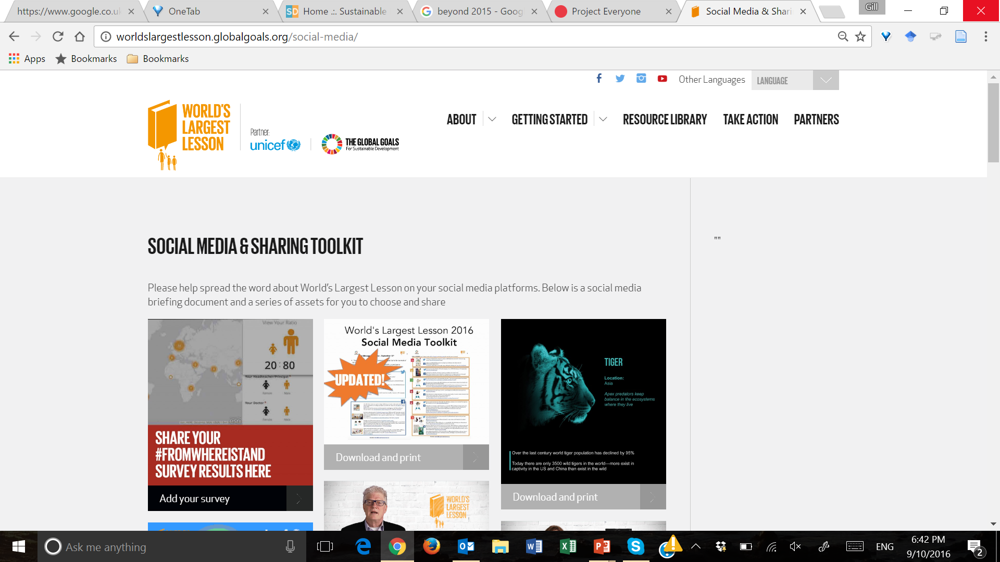 https://www.google.co.uk
OneTab
Home .:. Sustainable
beyond 2015 - Goog
Project Everyone
Social Media & Shari
Gill
worldslargestlesson.globalgoals.org/social-media/
Apps
Bookmarks
Bookmarks
Other Languages
LANGUAGE
WORLD'S
LARGEST
LESSON
Partner:
unicef
THE GLOBAL GOALS
For Sustainable Development
ABOUT
GETTING STARTED
RESOURCE LIBRARY
TAKE ACTION
PARTNERS
SOCIAL MEDIA & SHARING TOOLKIT
""
Please help spread the word about World's Largest Lesson on your social media platforms. Below is a social media
briefing document and a series of assets for you to choose and share
View Your Ratio
20:80
Your Headteacher/Principal *
Female
Male
Your Doctor *
Female
Male
esri
SHARE YOUR
#FROMWHEREISTAND
SURVEY RESULTS HERE
Add your survey
World's Largest Lesson 2016
Social Media Toolkit
UPDATED!
Download and print
WORLD'S
LARGEST
LESSON
TIGER
Location:
Asia
Apex predators keep
balance in the ecosystems
where they live
Over the last century world tiger population has declined by 95%
Today there are only 3500 wild tigers in the world—more exist in
captivity in the US and China than exist in the wild
Download and print
Ask me anything
ENG
6:42 PM
9/10/2016
2